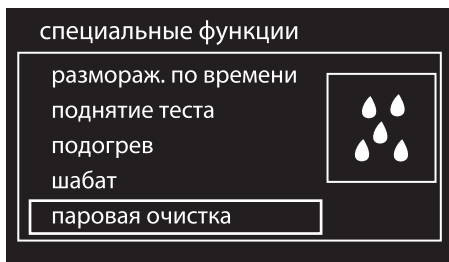 специальные функции
размораж. по времени
поднятие теста
подогрев
шабат
паровая очистка